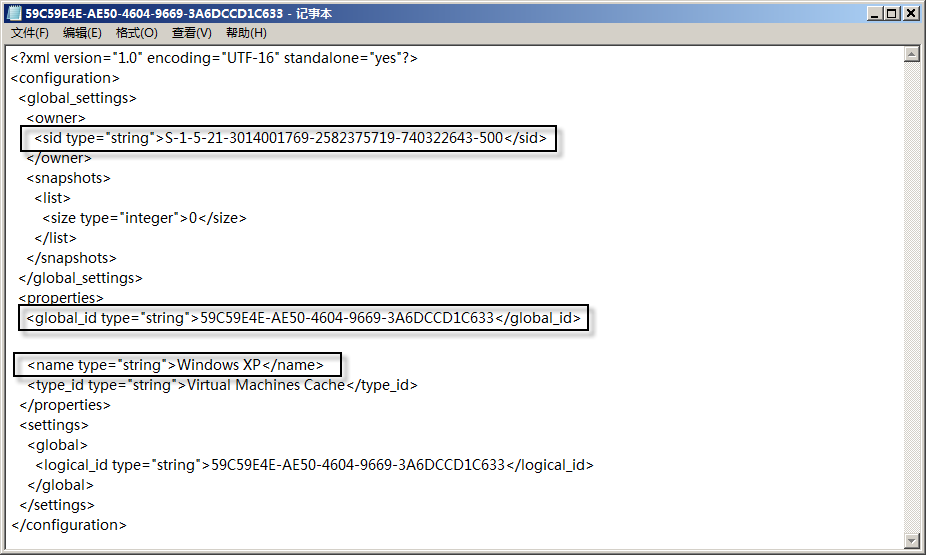 59C59E4E-AE50-4604-9669-3A6DCCD1C633 - 记事本
文件(F) 编辑(E) 格式(O) 查看(V) 帮助(H)
<?xml version="1.0" encoding="UTF-16" standalone="yes"?>
<configuration>
<global_settings>
<owner>
<sid type="string">S-1-5-21-3014001769-2582375719-740322643-500</sid>
</owner>
<snapshots>
<list>
<size type="integer">0</size>
</list>
</snapshots>
</global_settings>
<properties>
<global_id type="string">59C59E4E-AE50-4604-9669-3A6DCCD1C633</global_id>
<name type="string">Windows XP</name>
<type_id type="string">Virtual Machines Cache</type_id>
</properties>
<settings>
<global>
<logical_id type="string">59C59E4E-AE50-4604-9669-3A6DCCD1C633</logical_id>
</global>
</settings>
</configuration>